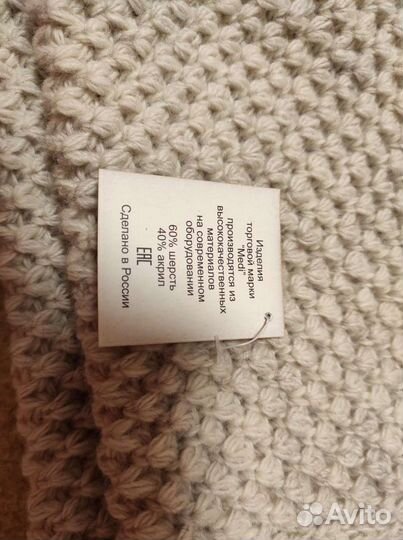 Изделия
торговой марки
"Medi"
производятся из
высококачественных
материалов
на современном
оборудовании
60% шерсть
40% акрил
EAC
Сделано в России
Avito